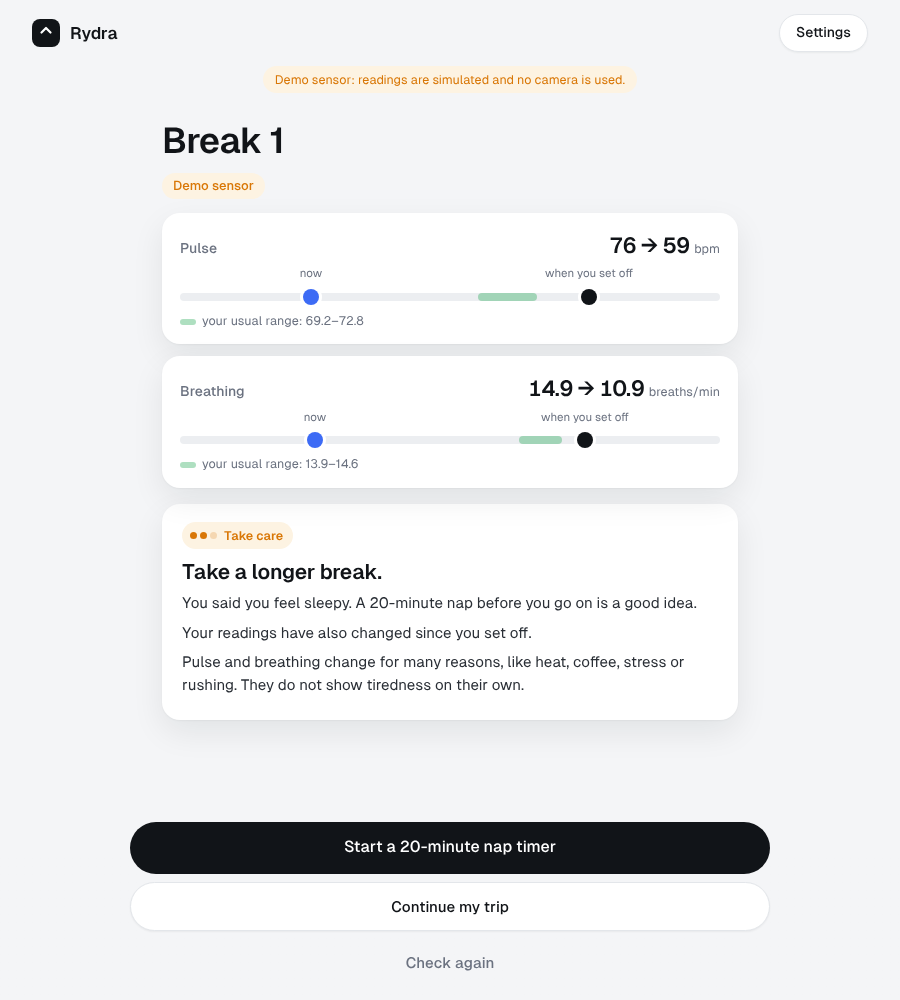 Rydra
Settings
Demo sensor: readings are simulated and no camera is used.
Break 1
Demo sensor
Pulse
76 → 59 bpm
now
when you set off
your usual range: 69.2–72.8
Breathing
14.9 → 10.9 breaths/min
now
when you set off
your usual range: 13.9–14.6
Take care
Take a longer break.
You said you feel sleepy. A 20-minute nap before you go on is a good idea.
Your readings have also changed since you set off.
Pulse and breathing change for many reasons, like heat, coffee, stress or
rushing. They do not show tiredness on their own.
Start a 20-minute nap timer
Continue my trip
Check again